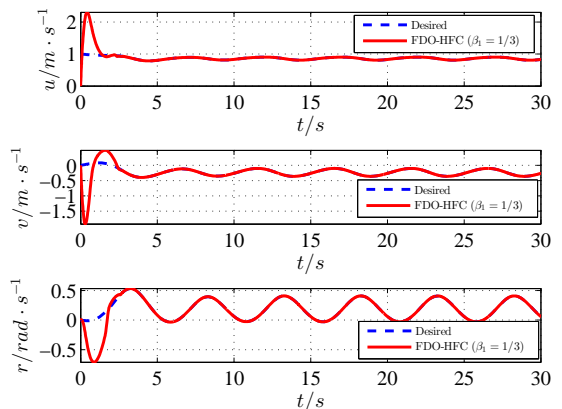 2
1
0
u/m · s⁻¹
Desired
FDO-HFC (β₁ = 1/3)
0 5 10 15 20 25 30
t/s
0
−0.5
−1
−1.5
v/m · s⁻¹
Desired
FDO-HFC (β₁ = 1/3)
0 5 10 15 20 25 30
t/s
0.5
0
−0.5
r/rad · s⁻¹
Desired
FDO-HFC (β₁ = 1/3)
0 5 10 15 20 25 30
t/s